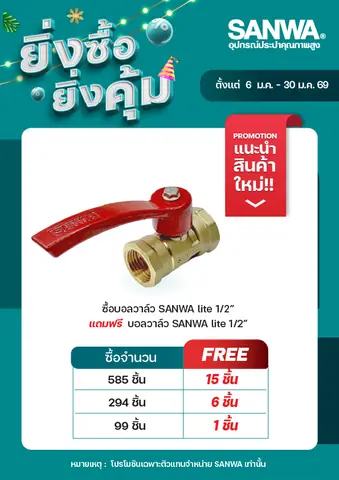 ยิ่งซื้อ
ยิ่งคุ้ม
SANWA®
อุปกรณ์ประปาคุณภาพสูง
ตั้งแต่ 6 ม.ค. - 30 ม.ค. 69
PROMOTION
แนะนำ
สินค้า
ใหม่!!
SANWA
ซื้อบอลวาล์ว SANWA lite 1/2”
แถมฟรี บอลวาล์ว SANWA lite 1/2”
ซื้อจำนวน FREE
585 ชิ้น 15 ชิ้น
294 ชิ้น 6 ชิ้น
99 ชิ้น 1 ชิ้น
หมายเหตุ : โปรโมชันเฉพาะตัวแทนจำหน่าย SANWA เท่านั้น